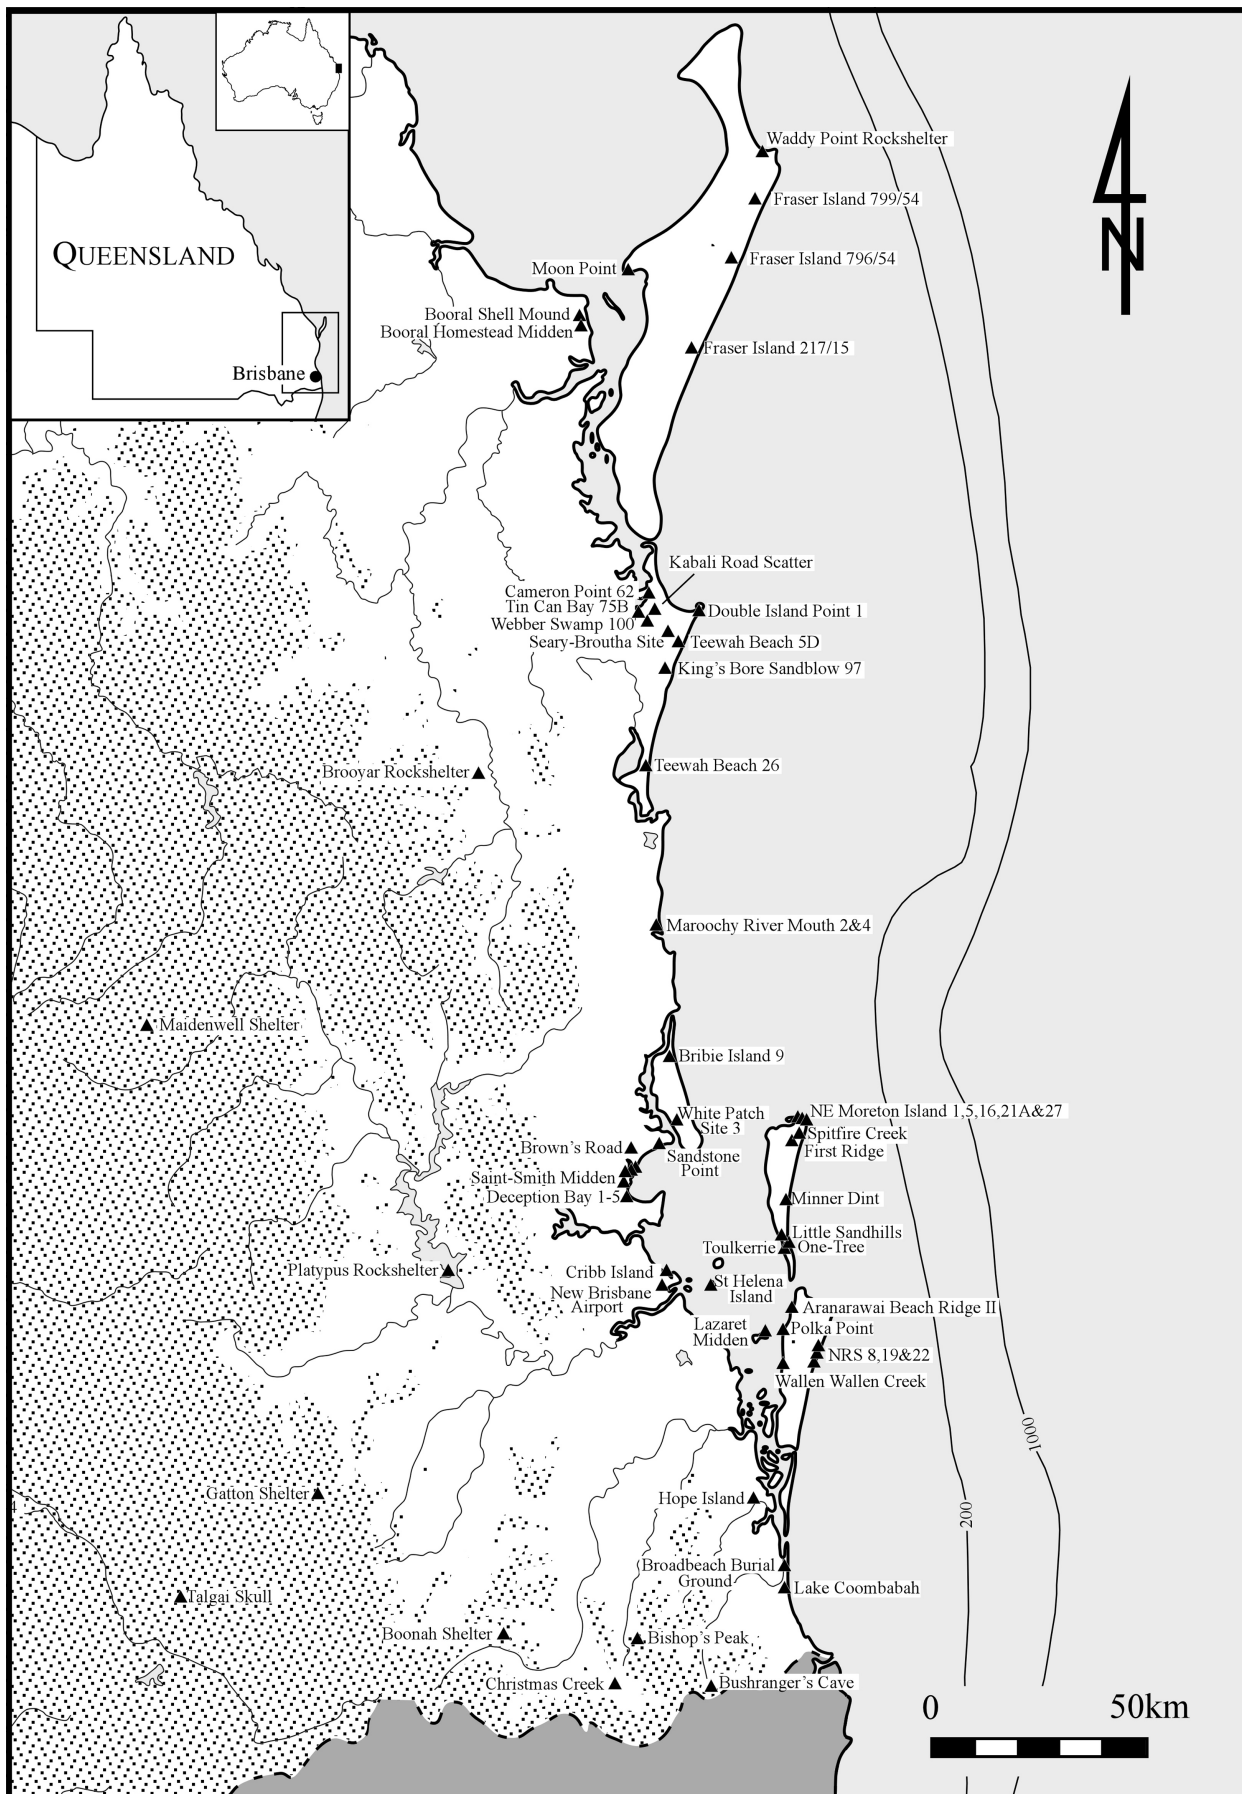 QUEENSLAND
Brisbane
N
Waddy Point Rockshelter
Fraser Island 799/54
Fraser Island 796/54
Moon Point
Booral Shell Mound
Booral Homestead Midden
Fraser Island 217/15
Kabali Road Scatter
Cameron Point 62
Tin Can Bay 75B
Double Island Point 1
Webber Swamp 100
Seary-Broutha Site
Teewah Beach 5D
King's Bore Sandblow 97
Teewah Beach 26
Brooyar Rockshelter
Maroochy River Mouth 2&4
Maidenwell Shelter
Bribie Island 9
White Patch
Site 3
NE Moreton Island 1,5,16,21A&27
Spitfire Creek
First Ridge
Brown's Road
Sandstone
Point
Saint-Smith Midden
Deception Bay 1-5
Minner Dint
Little Sandhills
Toulkerrie
One-Tree
Platypus Rockshelter
Cribb Island
New Brisbane
Airport
St Helena
Island
Aranarawai Beach Ridge II
Lazaret
Midden
Polka Point
NRS 8,19&22
Wallen Wallen Creek
1000
200
Gatton Shelter
4
Hope Island
Broadbeach Burial
Ground
Lake Coombabah
Talgai Skull
Boonah Shelter
Bishop's Peak
Christmas Creek
Bushranger's Cave
0 50km